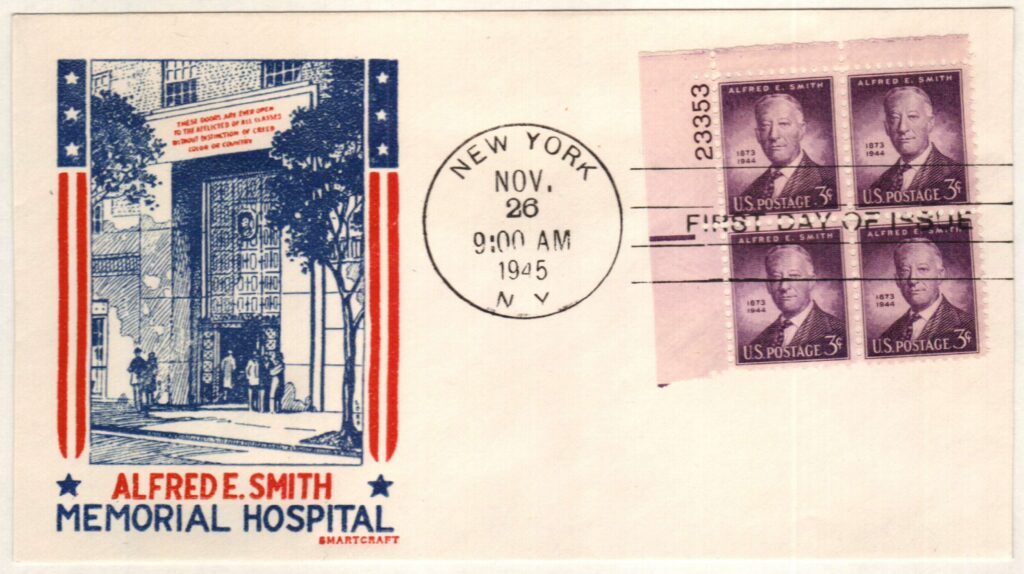 THESE DOORS ARE EVER OPEN
TO THE AFFLICTED OF ALL CLASSES
WITHOUT DISTINCTION OF CREED
COLOR OR COUNTRY
ALFRED E. SMITH
MEMORIAL HOSPITAL
SMARTCRAFT
NEW YORK
NOV.
26
9:00 AM
1945
N Y
23353
ALFRED E. SMITH
1873
1944
U.S. POSTAGE 3¢
ALFRED E. SMITH
1873
1944
U.S. POSTAGE 3¢
FIRST DAY OF ISSUE
ALFRED E. SMITH
1873
1944
U.S. POSTAGE 3¢
ALFRED E. SMITH
1873
1944
U.S. POSTAGE 3¢